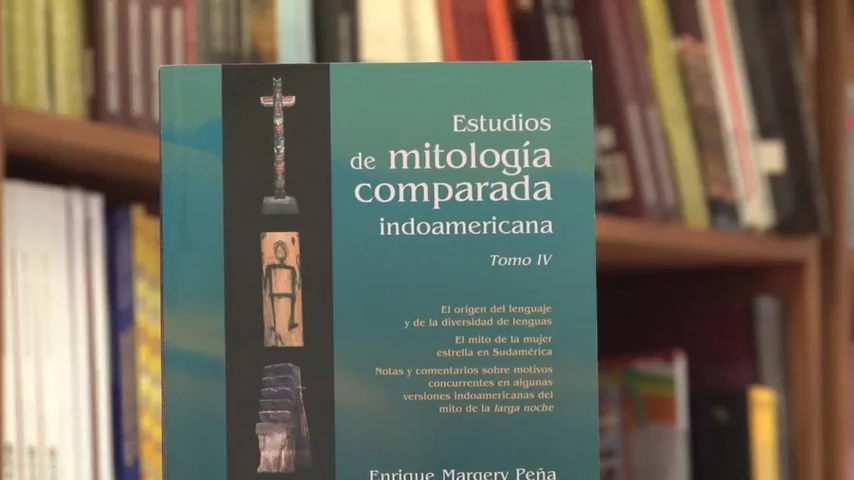 Estudios
de mitología
comparada
indoamericana
Tomo IV
El origen del lenguaje
y de la diversidad de lenguas
El mito de la mujer
estrella en Sudamérica
Notas y comentarios sobre motivos
concurrentes en algunas
versiones indoamericanas del
mito de la larga noche
Enrique Margery Peña